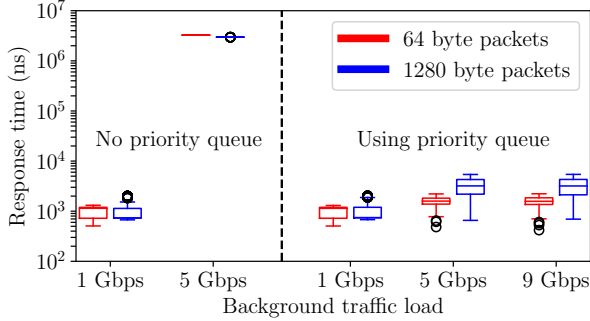 Response time (ns)
10^7
10^6
10^5
10^4
10^3
10^2
64 byte packets
1280 byte packets
No priority queue
Using priority queue
1 Gbps
5 Gbps
1 Gbps
5 Gbps
9 Gbps
Background traffic load